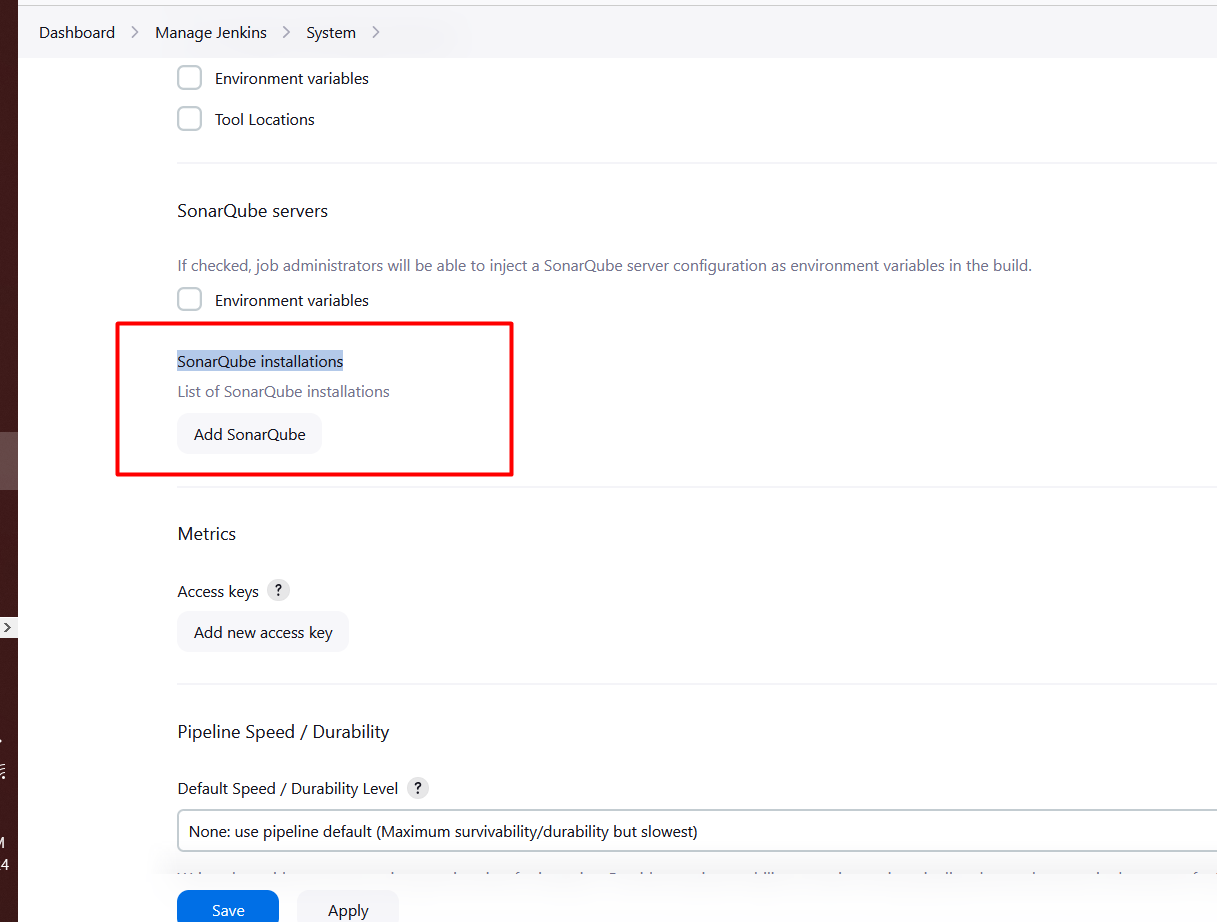 Dashboard > Manage Jenkins > System >
Environment variables
Tool Locations
SonarQube servers
If checked, job administrators will be able to inject a SonarQube server configuration as environment variables in the build.
Environment variables
SonarQube installations
List of SonarQube installations
Add SonarQube
Metrics
Access keys ?
Add new access key
Pipeline Speed / Durability
Default Speed / Durability Level ?
None: use pipeline default (Maximum survivability/durability but slowest)
Save Apply